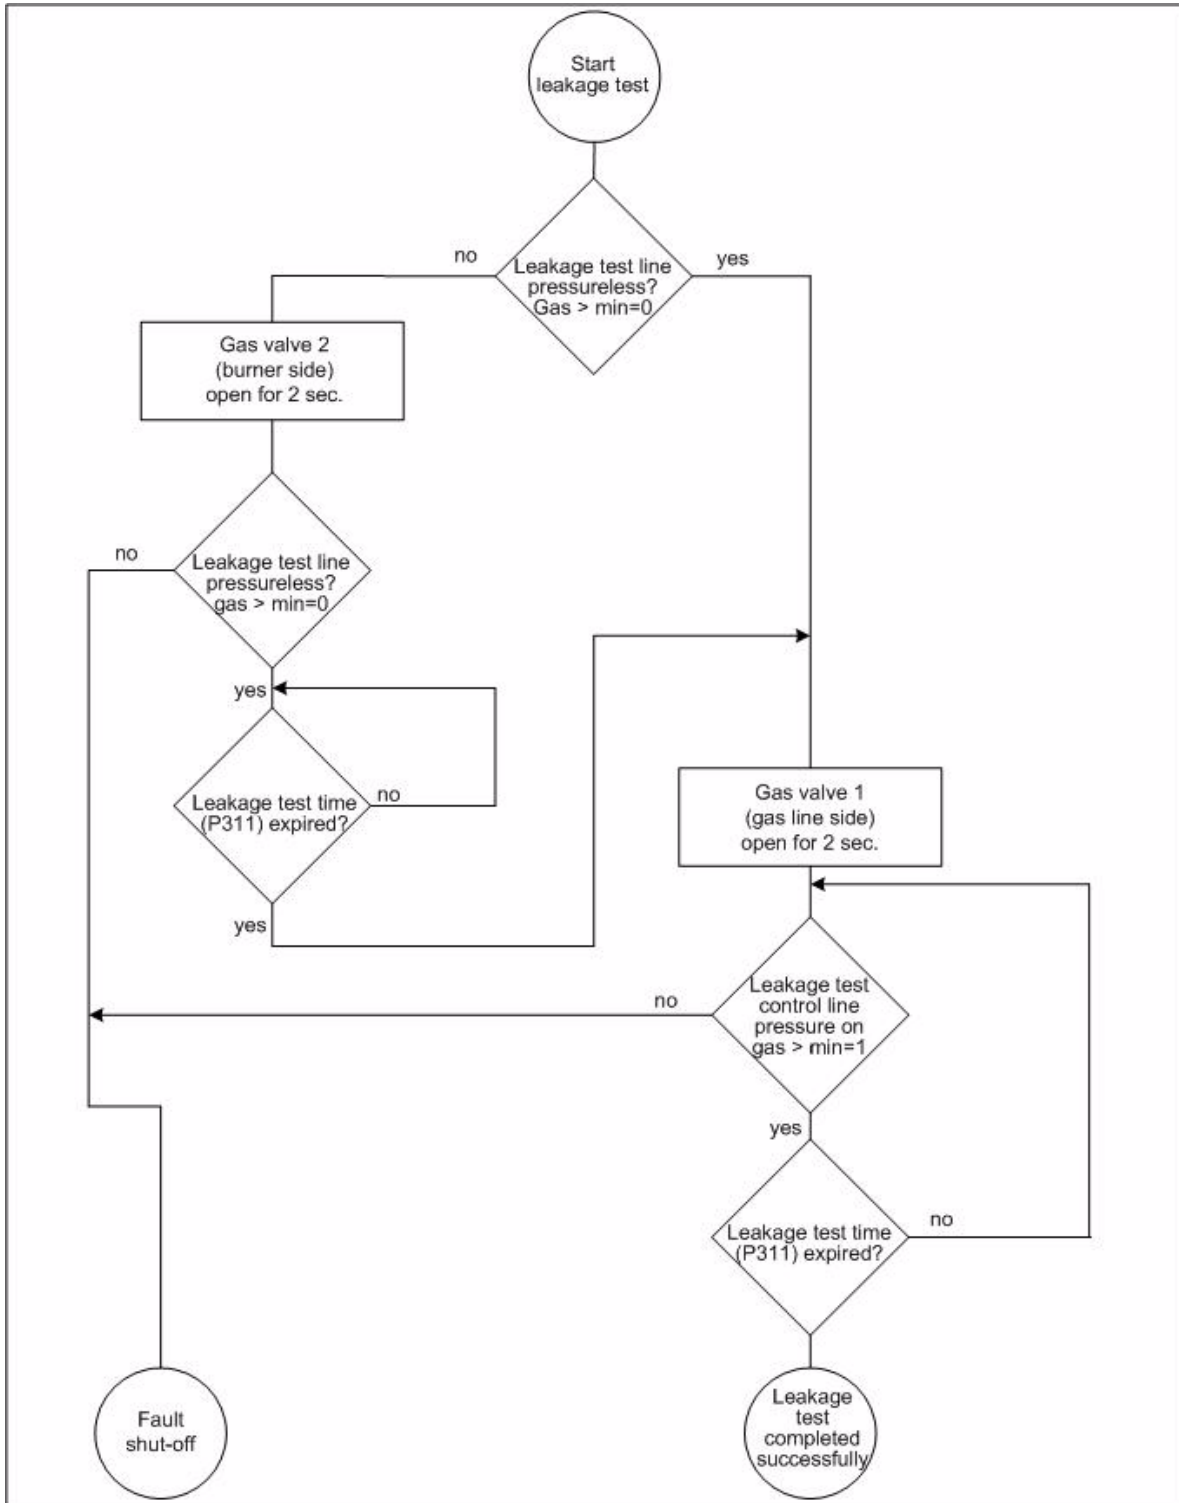 Start
leakage test
no
yes
Leakage test line
pressureless?
Gas > min=0
Gas valve 2
(burner side)
open for 2 sec.
no
Leakage test line
pressureless?
gas > min=0
yes
Leakage test time
(P311) expired?
no
yes
Gas valve 1
(gas line side)
open for 2 sec.
no
Leakage test
control line
pressure on
gas > min=1
yes
Leakage test time
(P311) expired?
no
Fault
shut-off
Leakage
test
completed
successfully